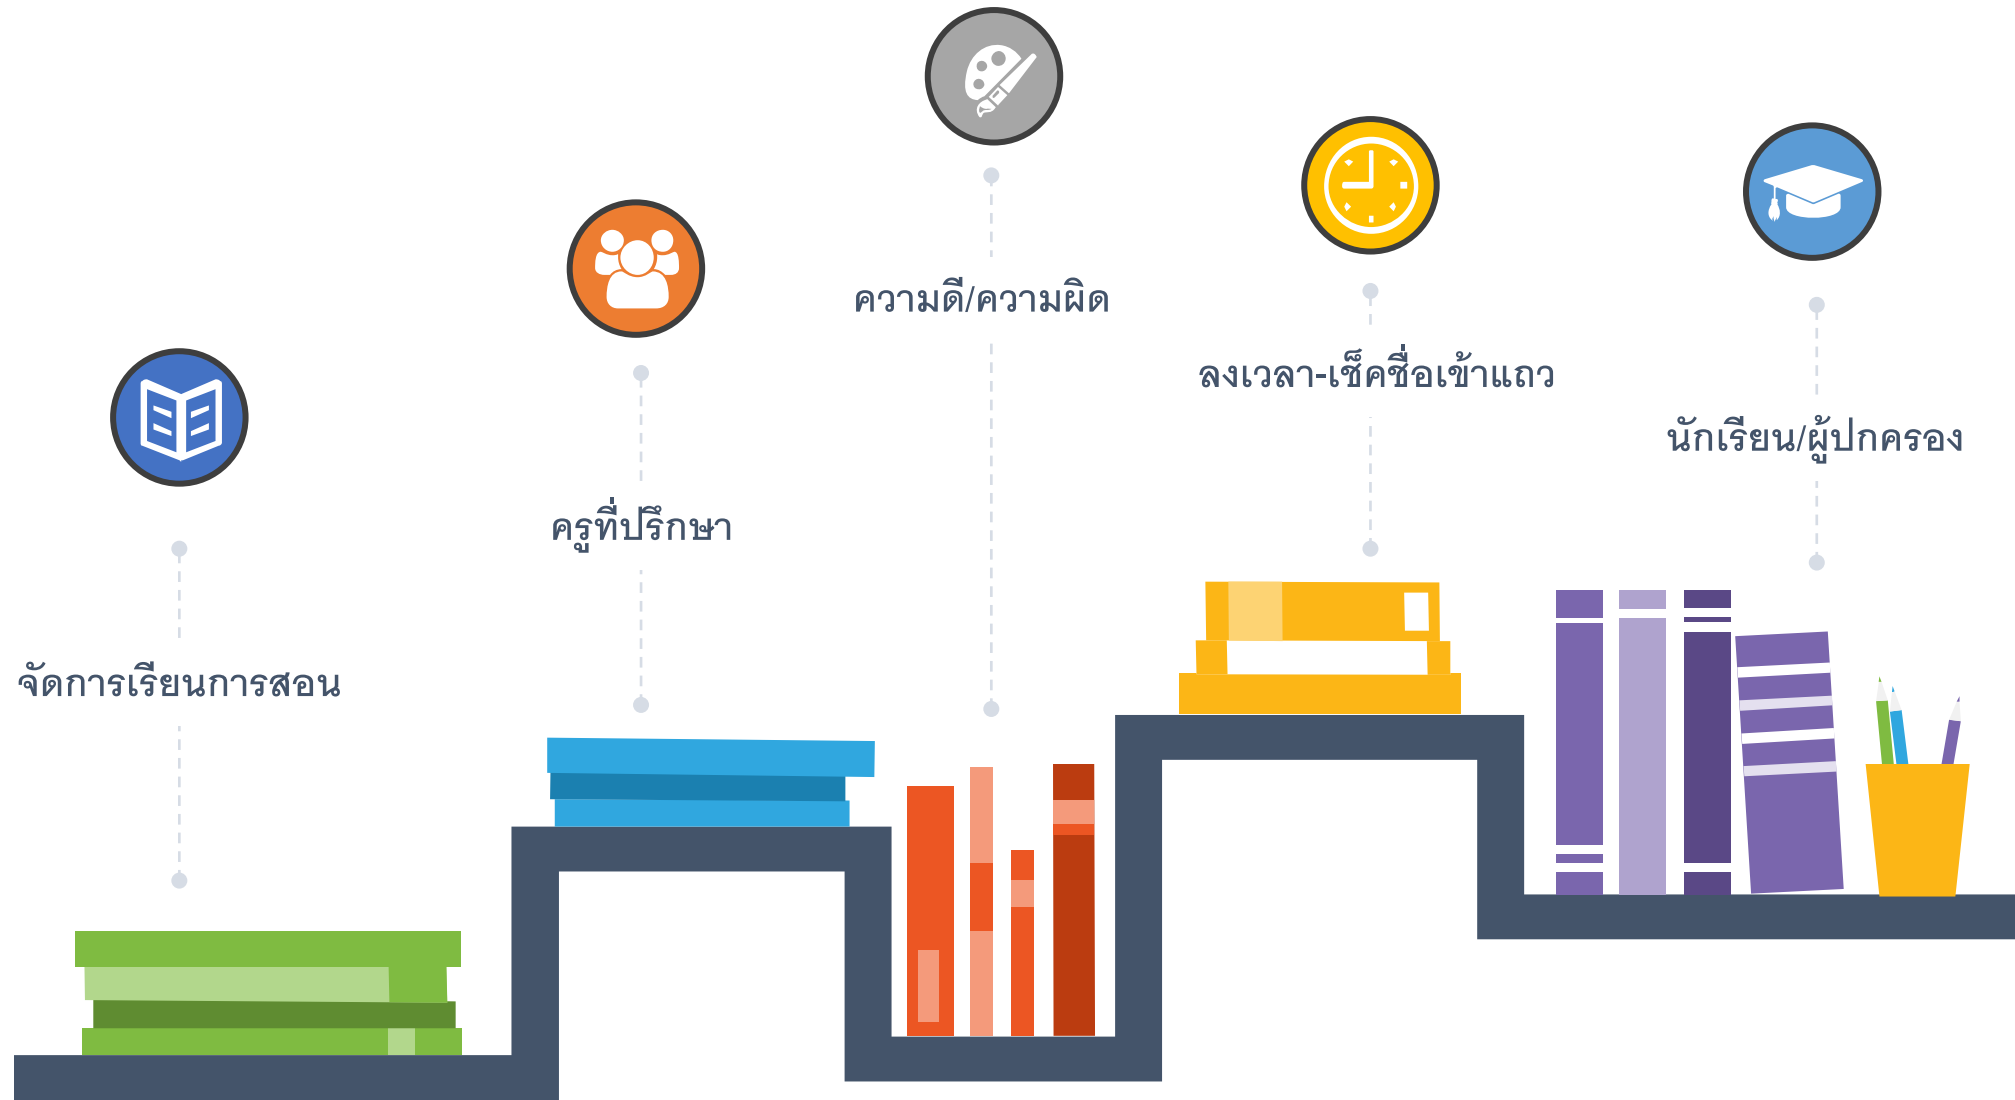 จัดการเรียนการสอน
ครูที่ปรึกษา
ความดี/ความผิด
ลงเวลา-เช็คชื่อเข้าแถว
นักเรียน/ผู้ปกครอง